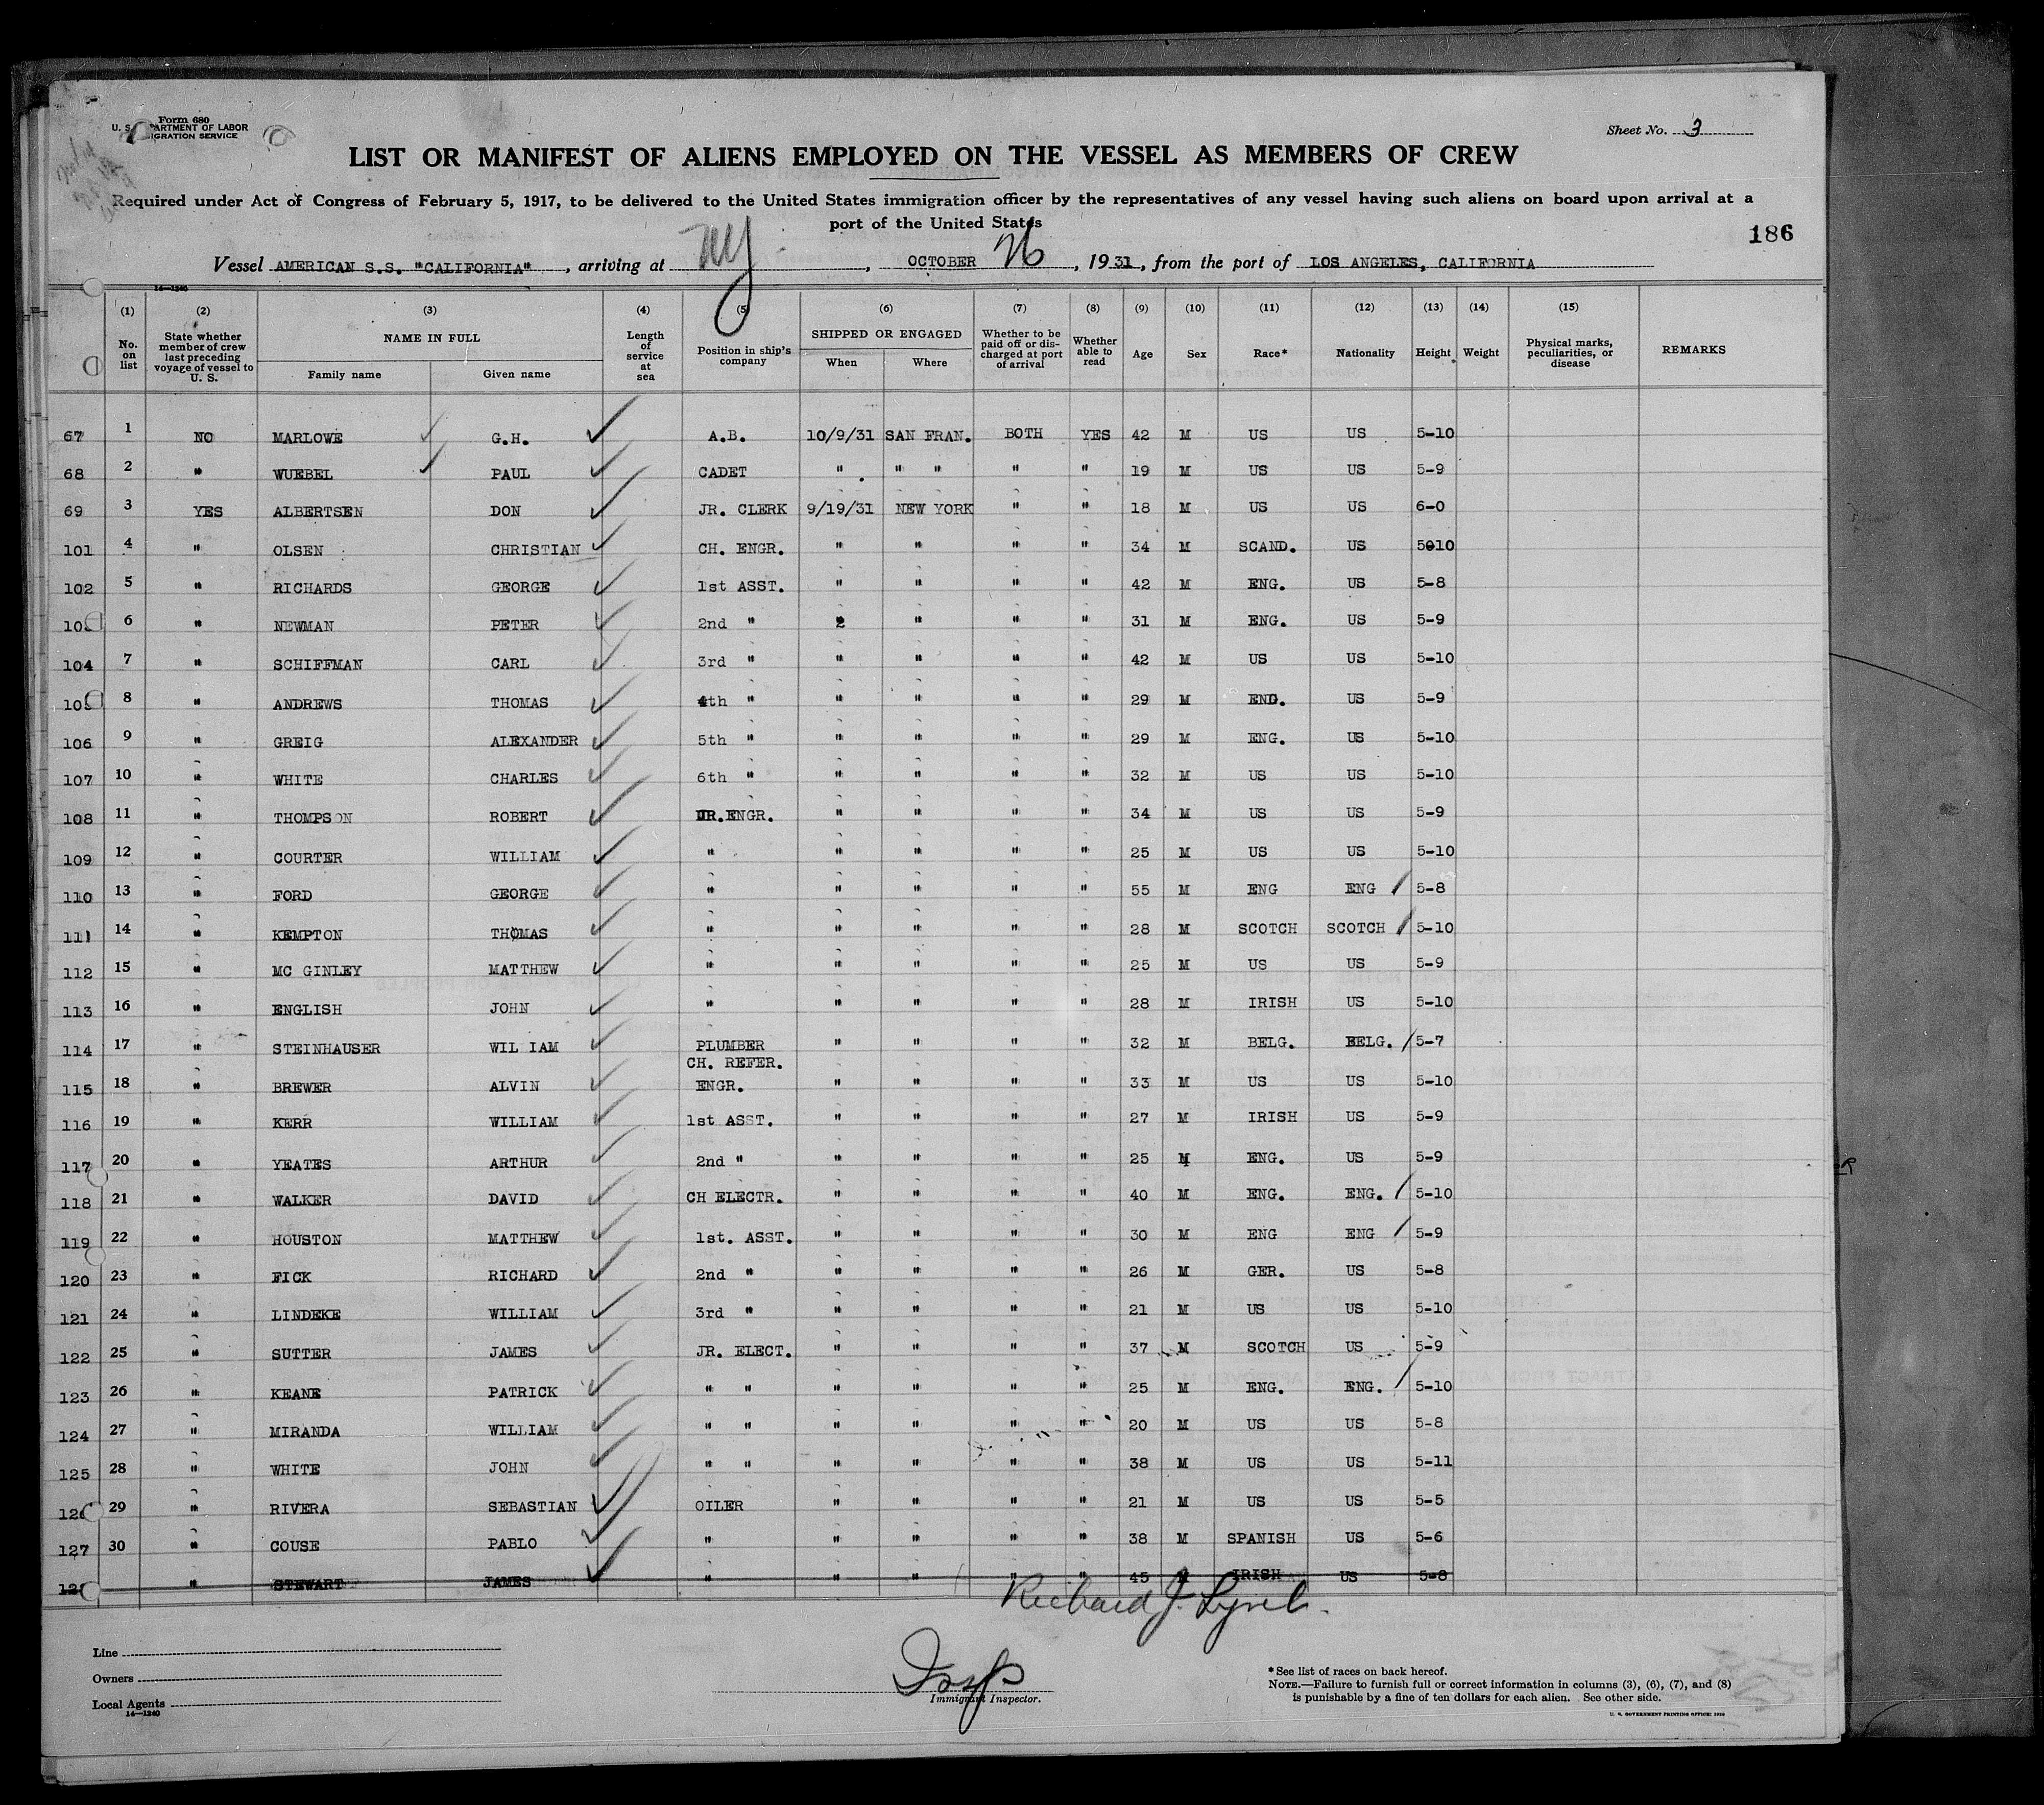 Form 680
U. S. DEPARTMENT OF LABOR
IMMIGRATION SERVICE
Sheet No. 3
LIST OR MANIFEST OF ALIENS EMPLOYED ON THE VESSEL AS MEMBERS OF CREW
Required under Act of Congress of February 5, 1917, to be delivered to the United States immigration officer by the representatives of any vessel having such aliens on board upon arrival at a
port of the United States
186
Vessel AMERICAN S.S. "CALIFORNIA", arriving at NY, OCTOBER 26, 1931, from the port of LOS ANGELES, CALIFORNIA
14—1240
(1) (2) (3) (4) (5) (6) (7) (8) (9) (10) (11) (12) (13) (14) (15)
No. on list State whether member of crew last preceding voyage of vessel to U. S. NAME IN FULL Family name Given name Length of service at sea Position in ship's company SHIPPED OR ENGAGED When Where Whether to be paid off or discharged at port of arrival Whether able to read Age Sex Race* Nationality Height Weight Physical marks, peculiarities, or disease REMARKS
67 1 NO MARLOWE G.H. A.B. 10/9/31 SAN FRAN. BOTH YES 42 M US US 5-10
68 2 " WUEBEL PAUL CADET " " " " " 19 M US US 5-9
69 3 YES ALBERTSEN DON JR. CLERK 9/19/31 NEW YORK " " 18 M US US 6-0
101 4 " OLSEN CHRISTIAN CH. ENGR. " " " " 34 M SCAND. US 5010
102 5 " RICHARDS GEORGE 1st ASST. " " " " 42 M ENG. US 5-8
103 6 " NEWMAN PETER 2nd " " " " " 31 M ENG. US 5-9
104 7 " SCHIFFMAN CARL 3rd " " " " " 42 M US US 5-10
105 8 " ANDREWS THOMAS 4th " " " " " 29 M ENG. US 5-9
106 9 " GREIG ALEXANDER 5th " " " " " 29 M ENG. US 5-10
107 10 " WHITE CHARLES 6th " " " " " 32 M US US 5-10
108 11 " THOMPSON ROBERT JR.ENGR. " " " " 34 M US US 5-9
109 12 " COURTER WILLIAM " " " " " 25 M US US 5-10
110 13 " FORD GEORGE " " " " " 55 M ENG ENG 5-8
111 14 " KEMPTON THOMAS " " " " " 28 M SCOTCH SCOTCH 5-10
112 15 " MC GINLEY MATTHEW " " " " " 25 M US US 5-9
113 16 " ENGLISH JOHN " " " " " 28 M IRISH US 5-10
114 17 " STEINHAUSER WIL IAM PLUMBER " " " " 32 M BELG. BELG. 5-7
CH. REFER.
115 18 " BREWER ALVIN ENGR. " " " " 33 M US US 5-10
116 19 " KERR WILLIAM 1st ASST. " " " " 27 M IRISH US 5-9
117 20 " YEATES ARTHUR 2nd " " " " " 25 M ENG. US 5-9
118 21 " WALKER DAVID CH ELECTR. " " " " 40 M ENG. ENG. 5-10
119 22 " HOUSTON MATTHEW 1st. ASST. " " " " 30 M ENG ENG 5-9
120 23 " FICK RICHARD 2nd " " " " " 26 M GER. US 5-8
121 24 " LINDEKE WILLIAM 3rd " " " " " 21 M US US 5-10
122 25 " SUTTER JAMES JR. ELECT. " " " " 37 M SCOTCH US 5-9
123 26 " KEANE PATRICK " " " " " " 25 M ENG. ENG. 5-10
124 27 " MIRANDA WILLIAM " " " " " " 20 M US US 5-8
125 28 " WHITE JOHN " " " " " " 38 M US US 5-11
126 29 " RIVERA SEBASTIAN OILER " " " " 21 M US US 5-5
127 30 " COUSE PABLO " " " " " 38 M SPANISH US 5-6
128 " STEWART JAMES " " " " " 45 M IRISH US 5-8
Richard J.
Line
Owners
Local Agents
14—1240
Insp
Immigrant Inspector.
*See list of races on back hereof.
NOTE.—Failure to furnish full or correct information in columns (3), (6), (7), and (8)
is punishable by a fine of ten dollars for each alien. See other side.
U. S. GOVERNMENT PRINTING OFFICE: 1930